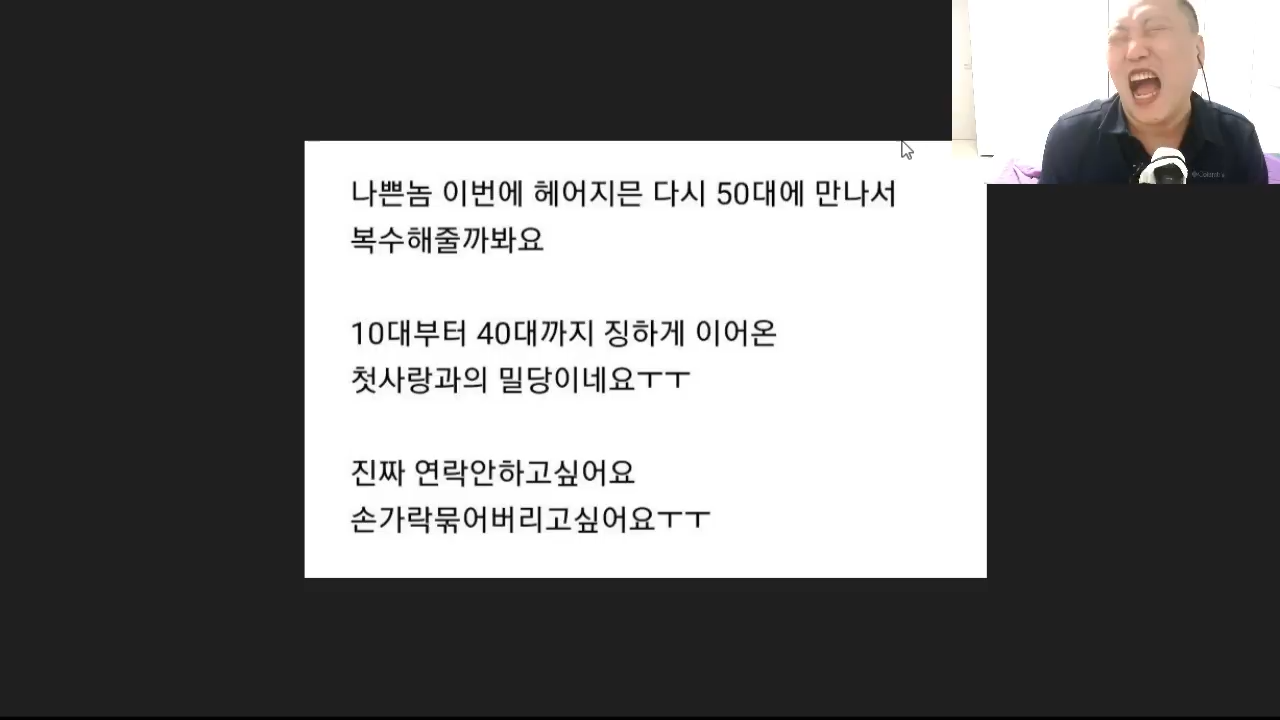 나쁜놈 이번에 헤어지믄 다시 50대에 만나서
복수해줄까봐요
10대부터 40대까지 징하게 이어온
첫사랑과의 밀당이네요ㅜㅜ
진짜 연락안하고싶어요
손가락묶어버리고싶어요ㅜㅜ